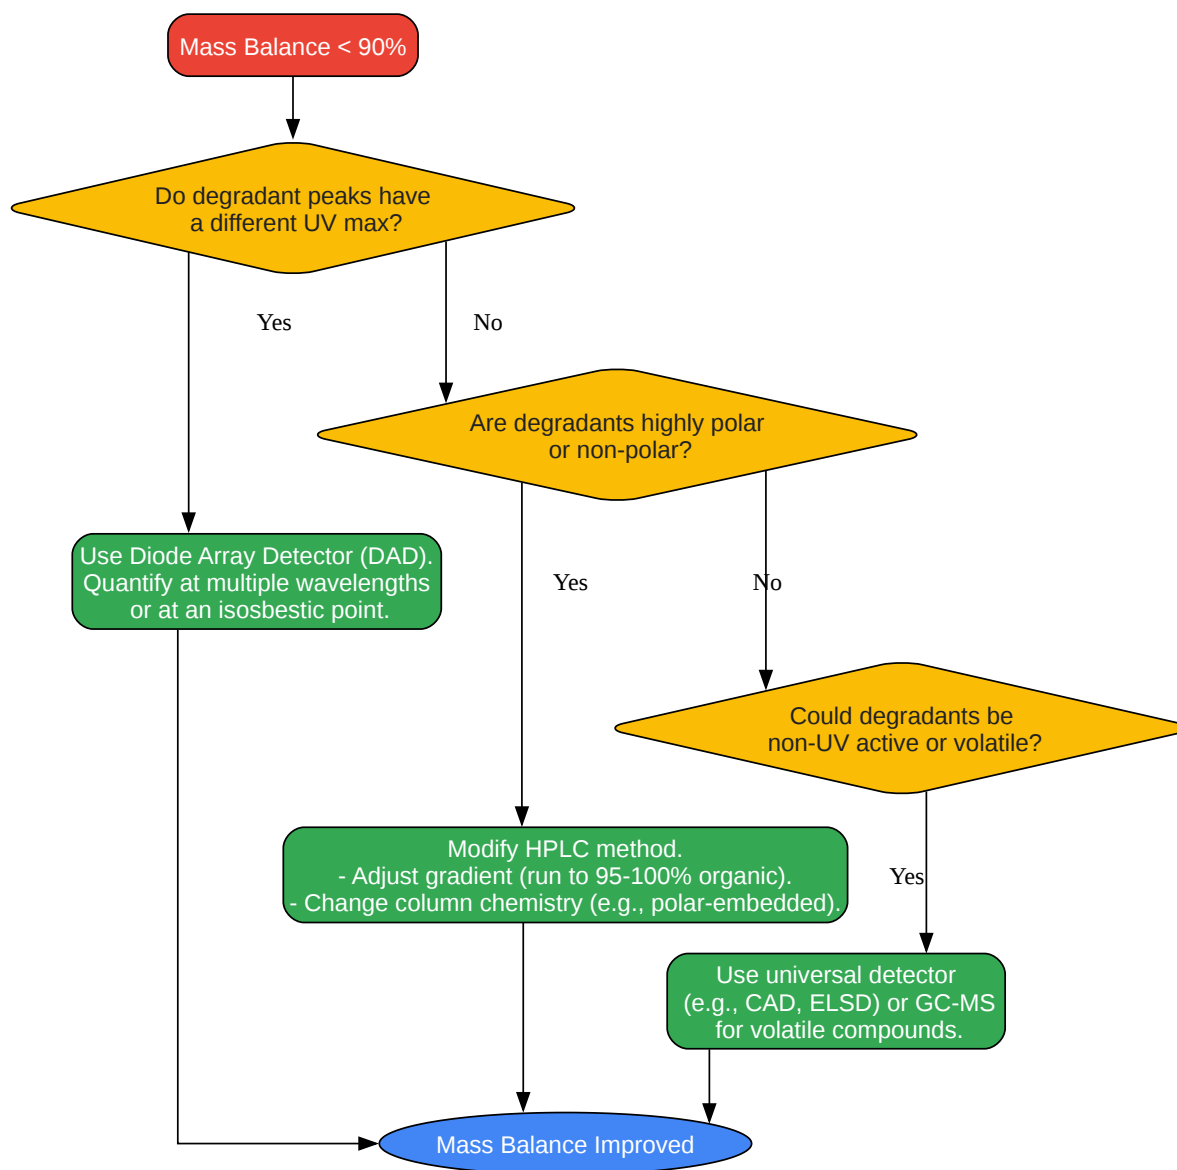 Mass Balance < 90%
Do degradant peaks have
a different UV max?
Yes
No
Are degradants highly polar
or non-polar?
Use Diode Array Detector (DAD).
Quantify at multiple wavelengths
or at an isosbestic point.
Yes
No
Could degradants be
non-UV active or volatile?
Modify HPLC method.
- Adjust gradient (run to 95-100% organic).
- Change column chemistry (e.g., polar-embedded).
Yes
Use universal detector
(e.g., CAD, ELSD) or GC-MS
for volatile compounds.
Mass Balance Improved